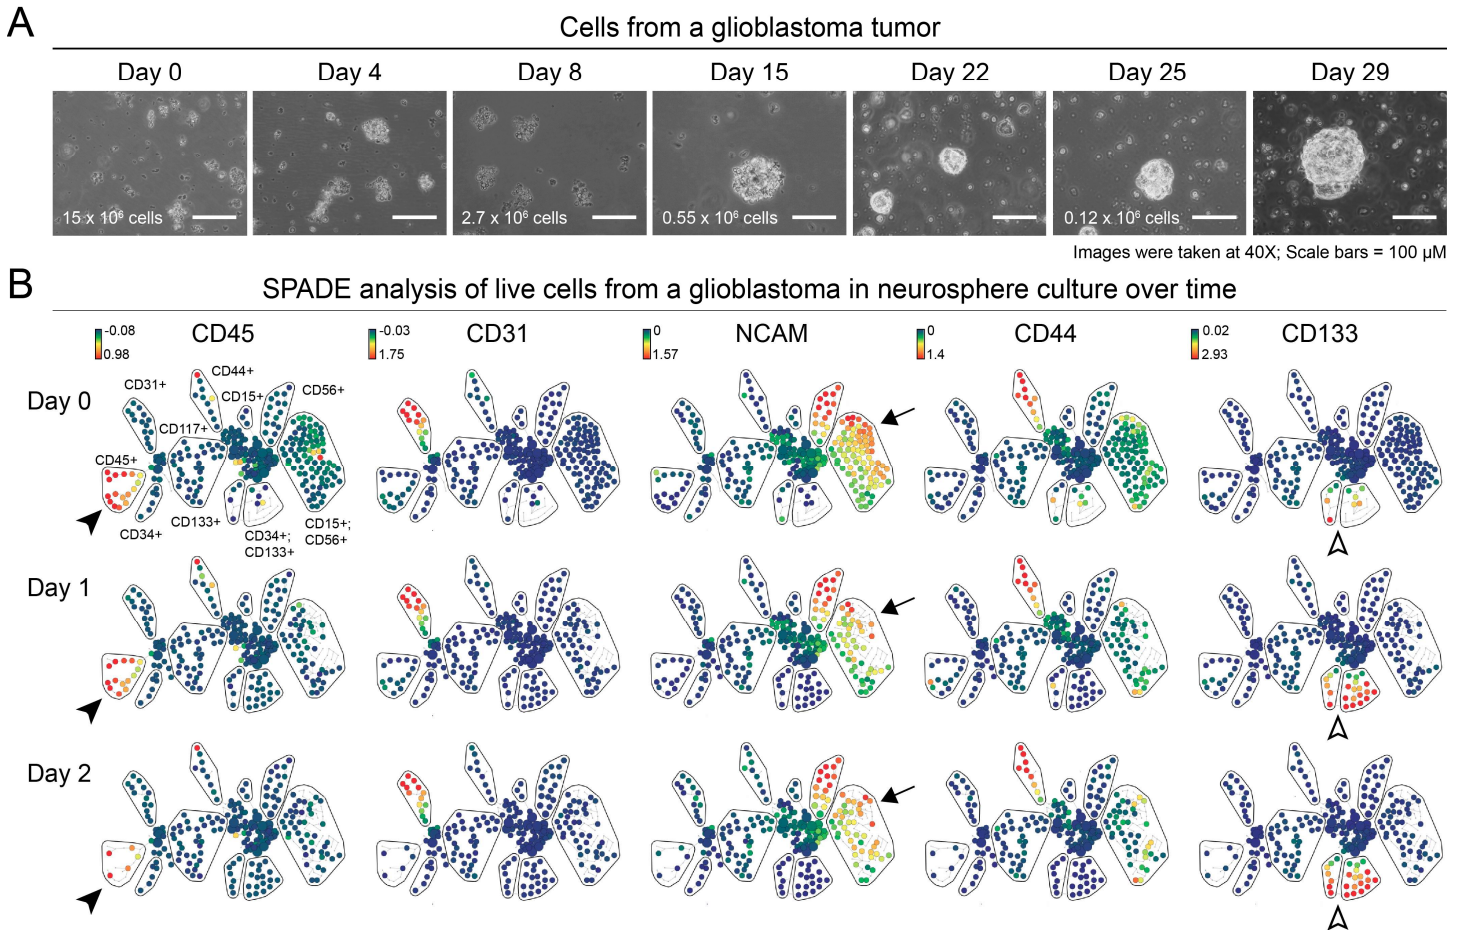 A
Cells from a glioblastoma tumor
Day 0
Day 4
Day 8
Day 15
Day 22
Day 25
Day 29
15 x 10⁶ cells
2.7 x 10⁶ cells
0.55 x 10⁶ cells
0.12 x 10⁶ cells
Images were taken at 40X; Scale bars = 100 µM
B
SPADE analysis of live cells from a glioblastoma in neurosphere culture over time
-0.08
0.98
CD45
-0.03
1.75
CD31
0
1.57
NCAM
0
1.4
CD44
0.02
2.93
CD133
Day 0
CD31+
CD44+
CD15+
CD56+
CD117+
CD45+
CD34+
CD133+
CD34+;
CD133+
CD15+;
CD56+
Day 1
Day 2